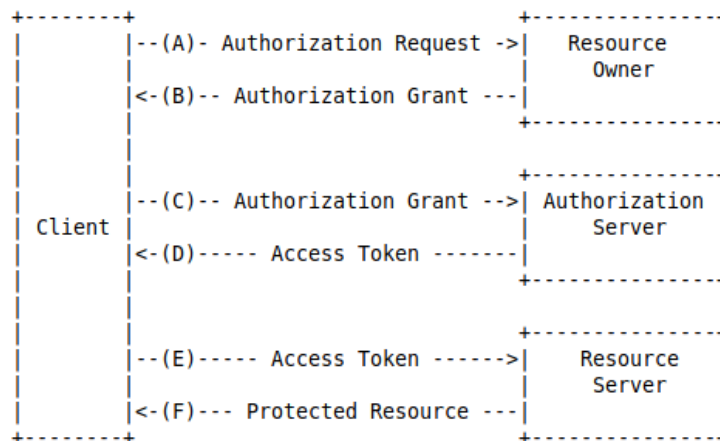 +--------+                               +---------------
|        |--(A)- Authorization Request ->|   Resource
|        |                               |     Owner
|        |<-(B)-- Authorization Grant ---|
|        |                               +---------------
|        |
|        |                               +---------------
|        |--(C)-- Authorization Grant -->| Authorization
| Client |                               |     Server
|        |<-(D)----- Access Token -------|
|        |                               +---------------
|        |
|        |                               +---------------
|        |--(E)----- Access Token ------>|    Resource
|        |                               |     Server
|        |<-(F)--- Protected Resource ---|
+--------+                               +---------------